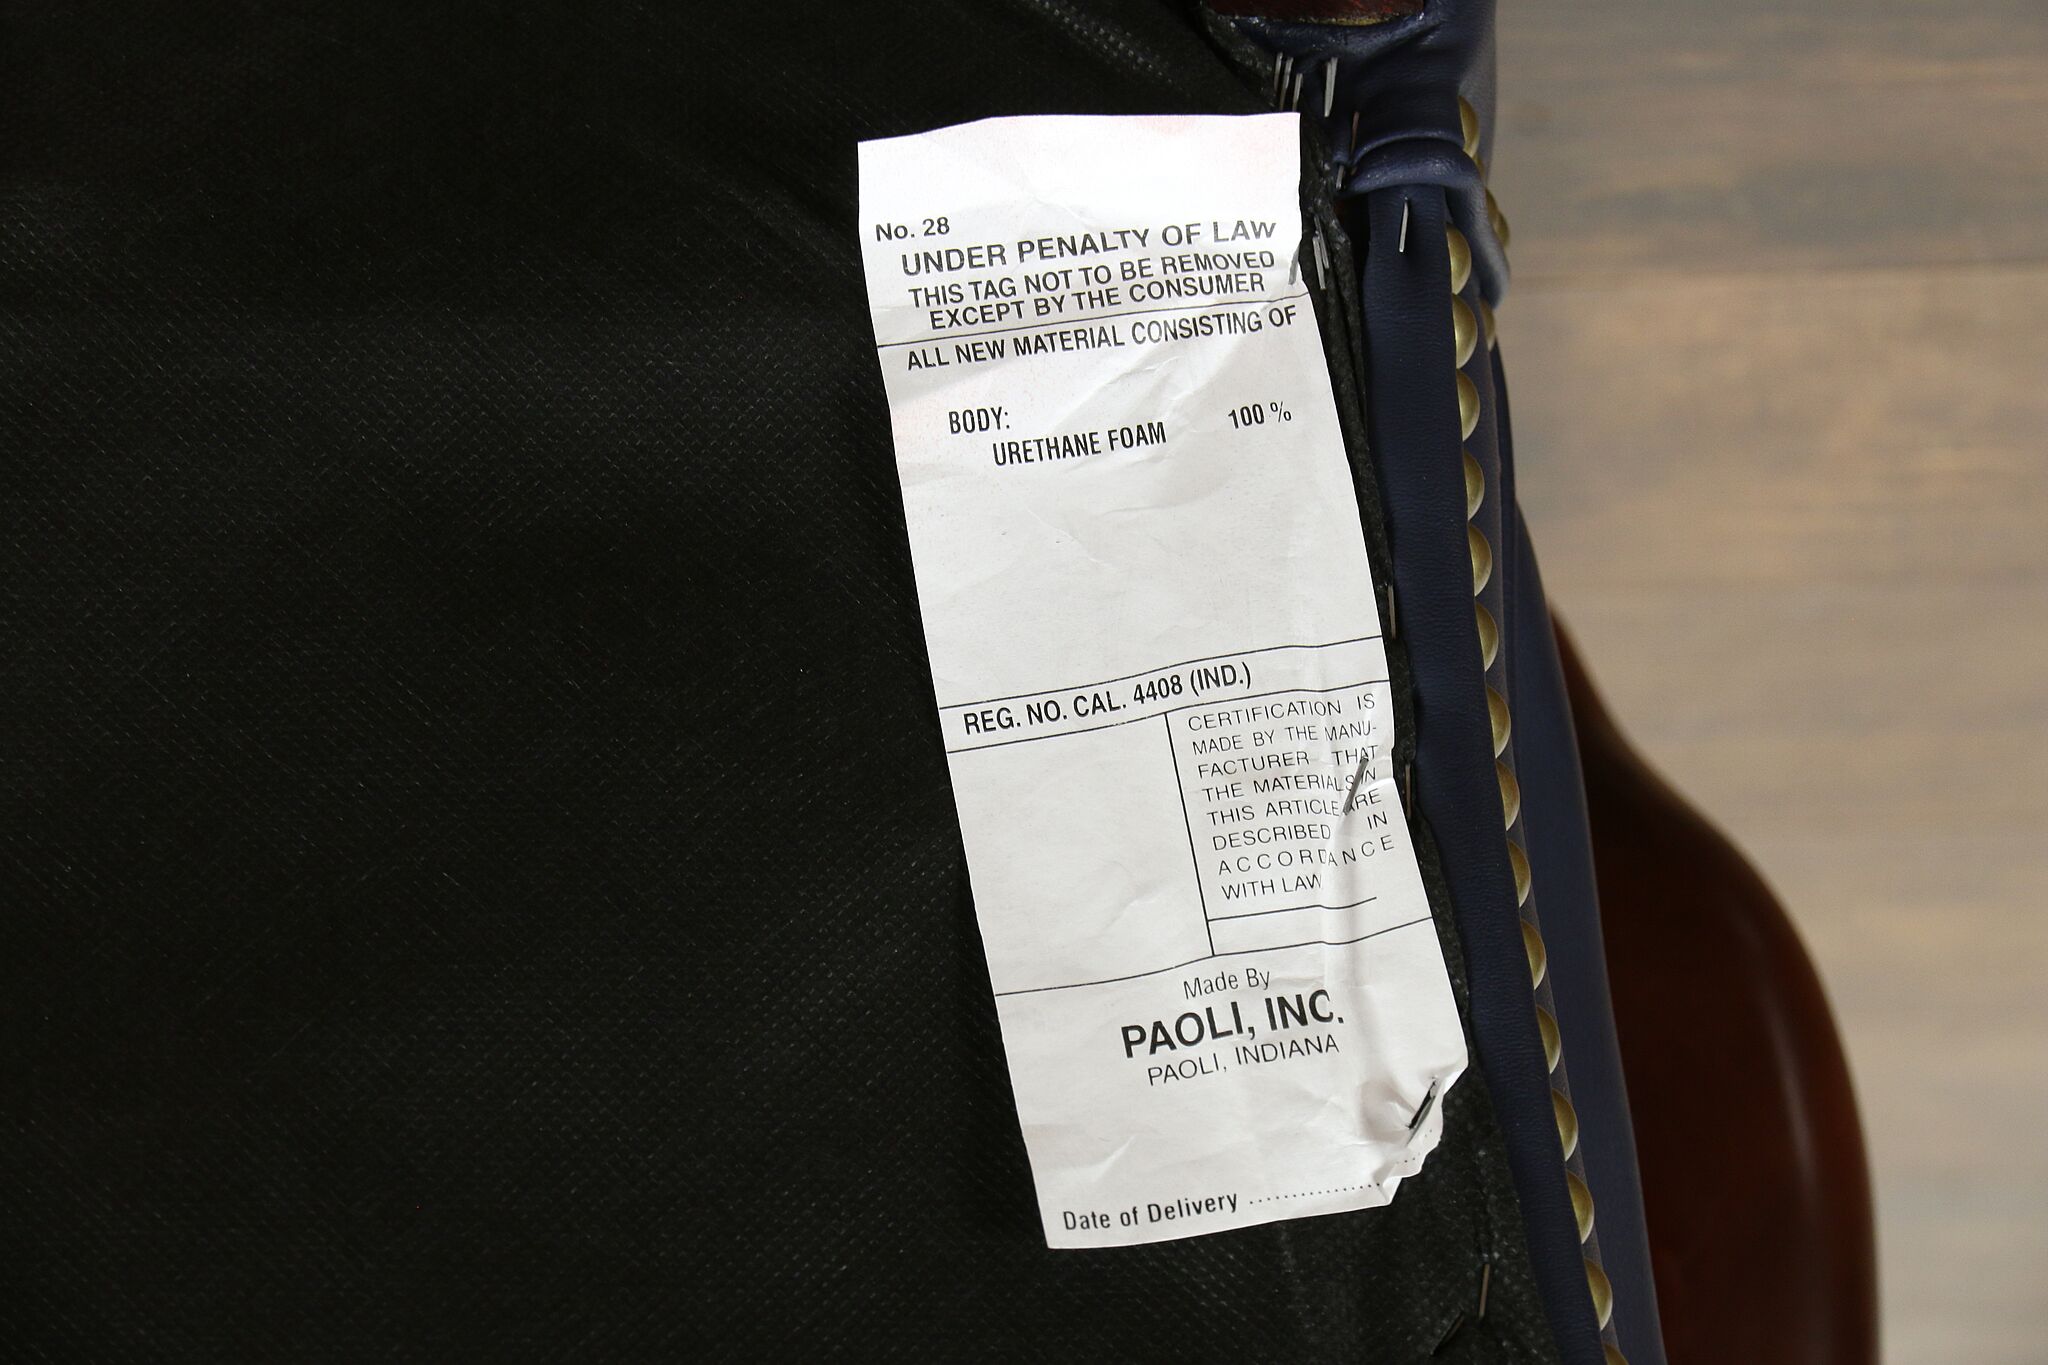 No. 28
UNDER PENALTY OF LAW
THIS TAG NOT TO BE REMOVED
EXCEPT BY THE CONSUMER
ALL NEW MATERIAL CONSISTING OF
BODY: 100 %
URETHANE FOAM
REG. NO. CAL. 4408 (IND.)
CERTIFICATION IS
MADE BY THE MANU-
FACTURER THAT
THE MATERIALS IN
THIS ARTICLE ARE
DESCRIBED IN
ACCORDANCE
WITH LAW
Made By
PAOLI, INC.
PAOLI, INDIANA
Date of Delivery ..................